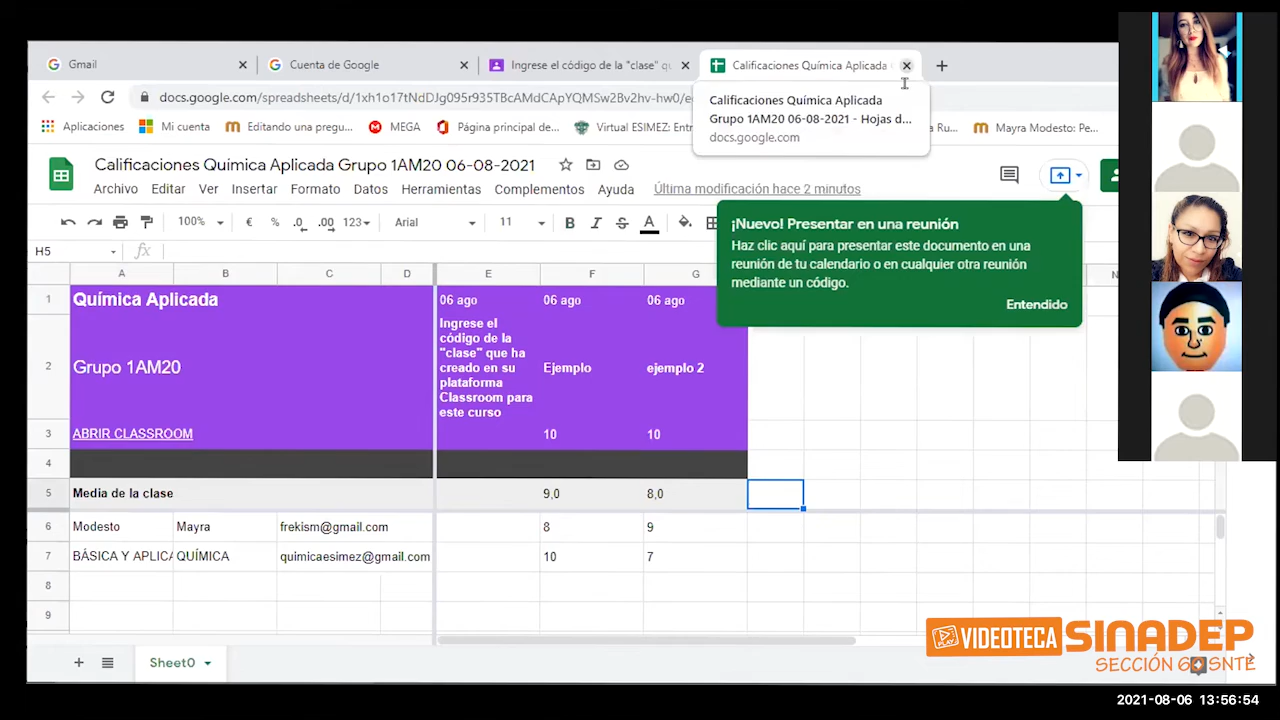 Gmail
Cuenta de Google
Ingrese el código de la "clase" qu
Calificaciones Química Aplicada
docs.google.com/spreadsheets/d/1xh1o17tNdDJg095r935TBcAMdCApYQMSw2Bv2hv-hw0/e
Calificaciones Química Aplicada
Grupo 1AM20 06-08-2021 - Hojas d...
docs.google.com
Aplicaciones
Mi cuenta
Editando una pregu...
MEGA
Página principal de...
Virtual ESIMEZ: Ent
Ru...
Mayra Modesto: Pe
Calificaciones Química Aplicada Grupo 1AM20 06-08-2021
Archivo Editar Ver Insertar Formato Datos Herramientas Complementos Ayuda
Última modificación hace 2 minutos
100% € % .0 .00 123 Arial 11 B I S A
¡Nuevo! Presentar en una reunión
Haz clic aquí para presentar este documento en una
reunión de tu calendario o en cualquier otra reunión
mediante un código.
Entendido
H5 fx
A B C D E F G N
1 Química Aplicada 06 ago 06 ago 06 ago
2 Grupo 1AM20
Ingrese el
código de la
"clase" que ha
creado en su
plataforma
Classroom para
este curso
Ejemplo ejemplo 2
3 ABRIR CLASSROOM 10 10
4
5 Media de la clase 9,0 8,0
6 Modesto Mayra frekism@gmail.com 8 9
7 BÁSICA Y APLICA QUÍMICA quimicaesimez@gmail.com 10 7
8
9
Sheet0
PLAY
VIDEOTECA SINADEP
SECCIÓN 60 SNTE
2021-08-06 13:56:54